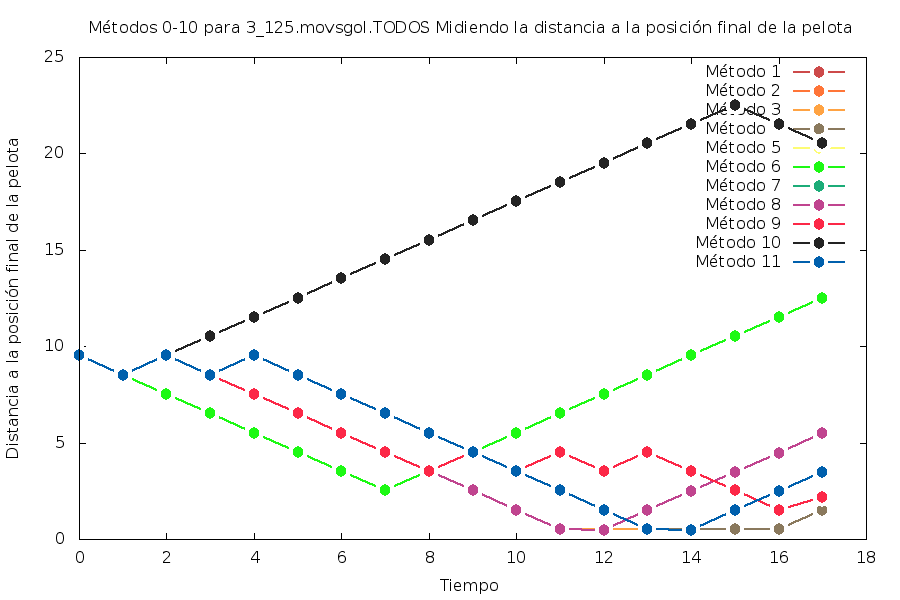 Métodos 0-10 para 3_125.movsgol.TODOS Midiendo la distancia a la posición final de la pelota
Distancia a la posición final de la pelota
25
20
15
10
5
0
0 2 4 6 8 10 12 14 16 18
Tiempo
Método 1
Método 2
Método 3
Método
Método 5
Método 6
Método 7
Método 8
Método 9
Método 10
Método 11